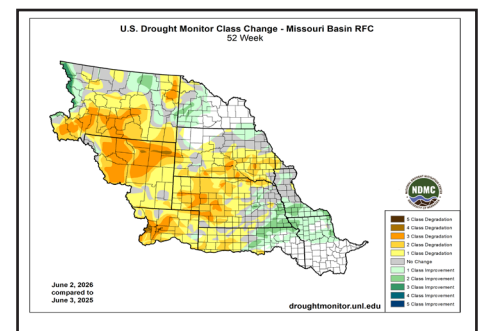 U.S. Drought Monitor Class Change - Missouri Basin RFC
52 Week
NDMC
5 Class Degradation
4 Class Degradation
3 Class Degradation
2 Class Degradation
1 Class Degradation
No Change
1 Class Improvement
2 Class Improvement
3 Class Improvement
4 Class Improvement
5 Class Improvement
June 2, 2026
compared to
June 3, 2025
droughtmonitor.unl.edu